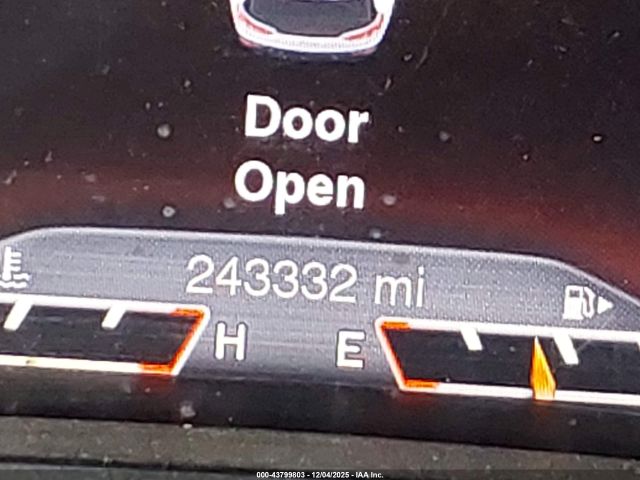 Door
Open
243332 mi
H E
000-43799803 - 12/04/2025 - IAA Inc.